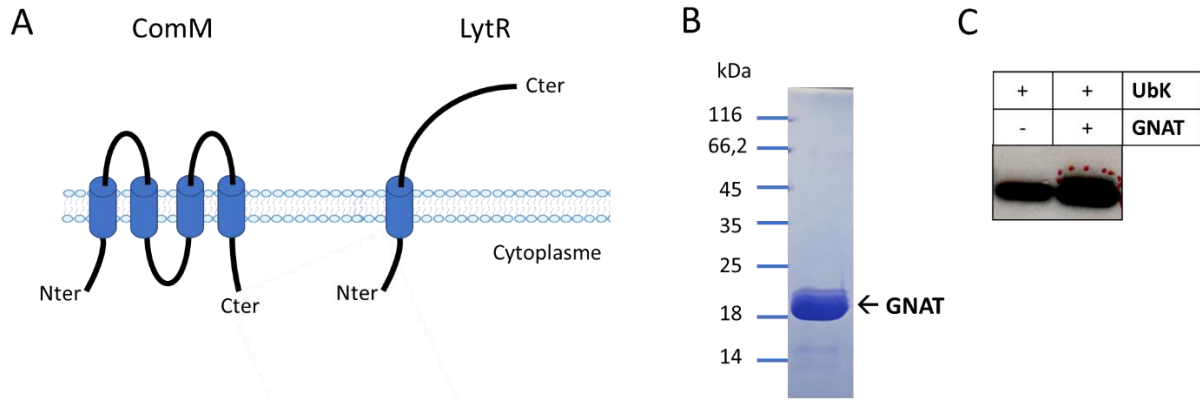 A
ComM
LytR
Cter
Cytoplasme
Nter
Cter
Nter
B
kDa
116
66,2
45
35
25
18
14
← GNAT
C
+ + UbK
- + GNAT